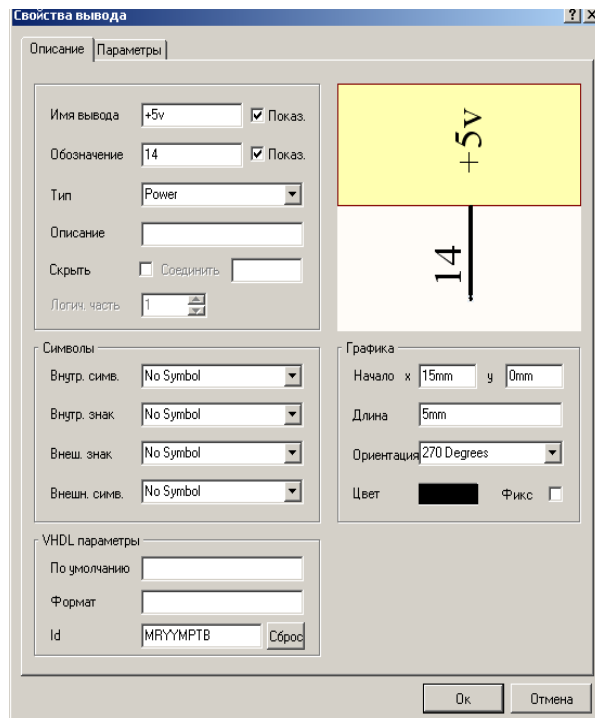 Свойства вывода
Описание Параметры
Имя вывода +5v Показ.
Обозначение 14 Показ.
Тип Power
Описание
Скрыть Соединить
Логич. часть 1
+5v
14
Символы
Внутр. симв. No Symbol
Внутр. знак No Symbol
Внеш. знак No Symbol
Внешн. симв. No Symbol
Графика
Начало x 15mm y 0mm
Длина 5mm
Ориентация 270 Degrees
Цвет Фикс
VHDL параметры
По умолчанию
Формат
Id MRYYMPTB Сброс
Ок Отмена